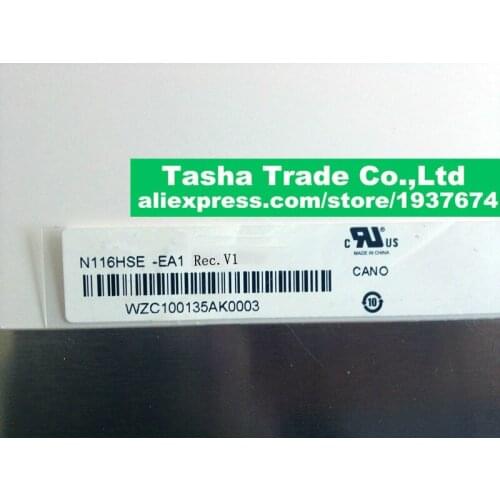 Tasha Trade Co.,Ltd
aliexpress.com/store/1937674
N116HSE -EA1 Rec.V1
WZC100135AK0003
c RU US
MADE IN CHINA
CANO
10